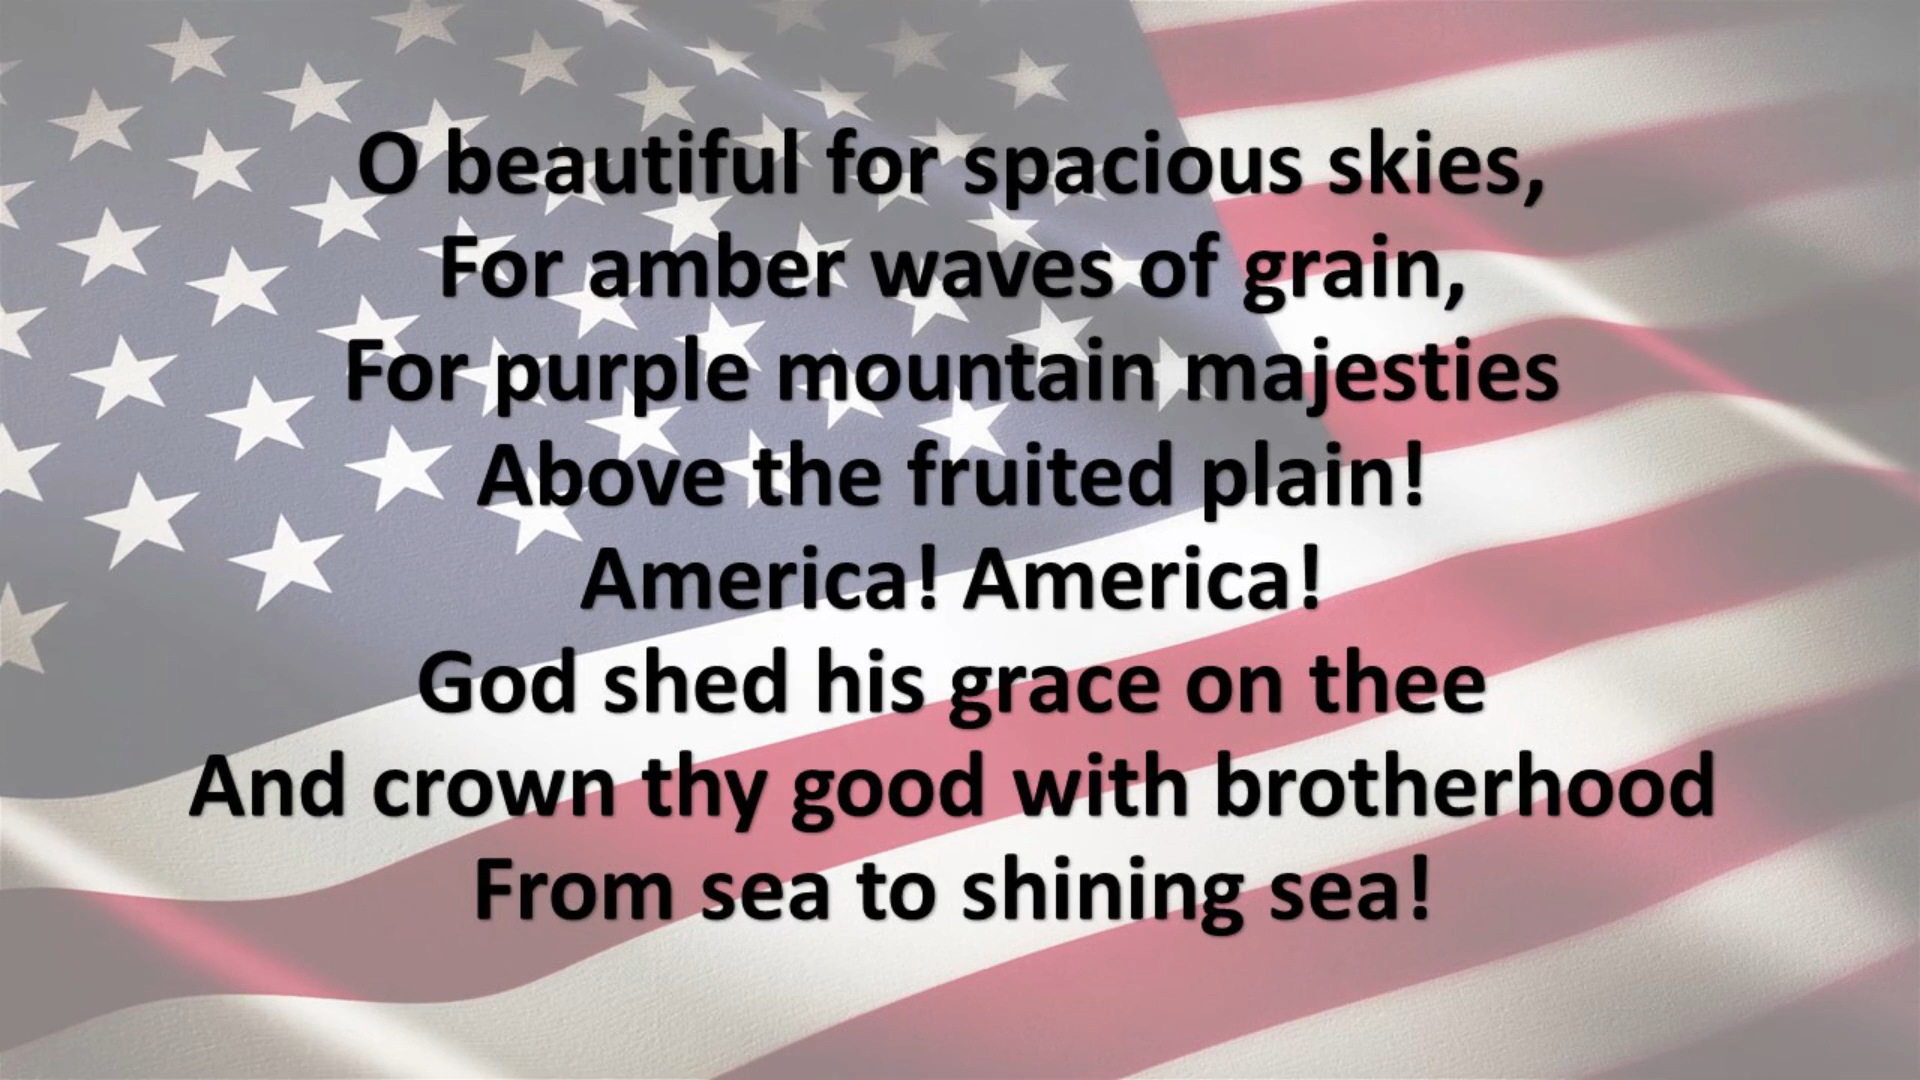 O beautiful for spacious skies,
For amber waves of grain,
For purple mountain majesties
Above the fruited plain!
America! America!
God shed his grace on thee
And crown thy good with brotherhood
From sea to shining sea!